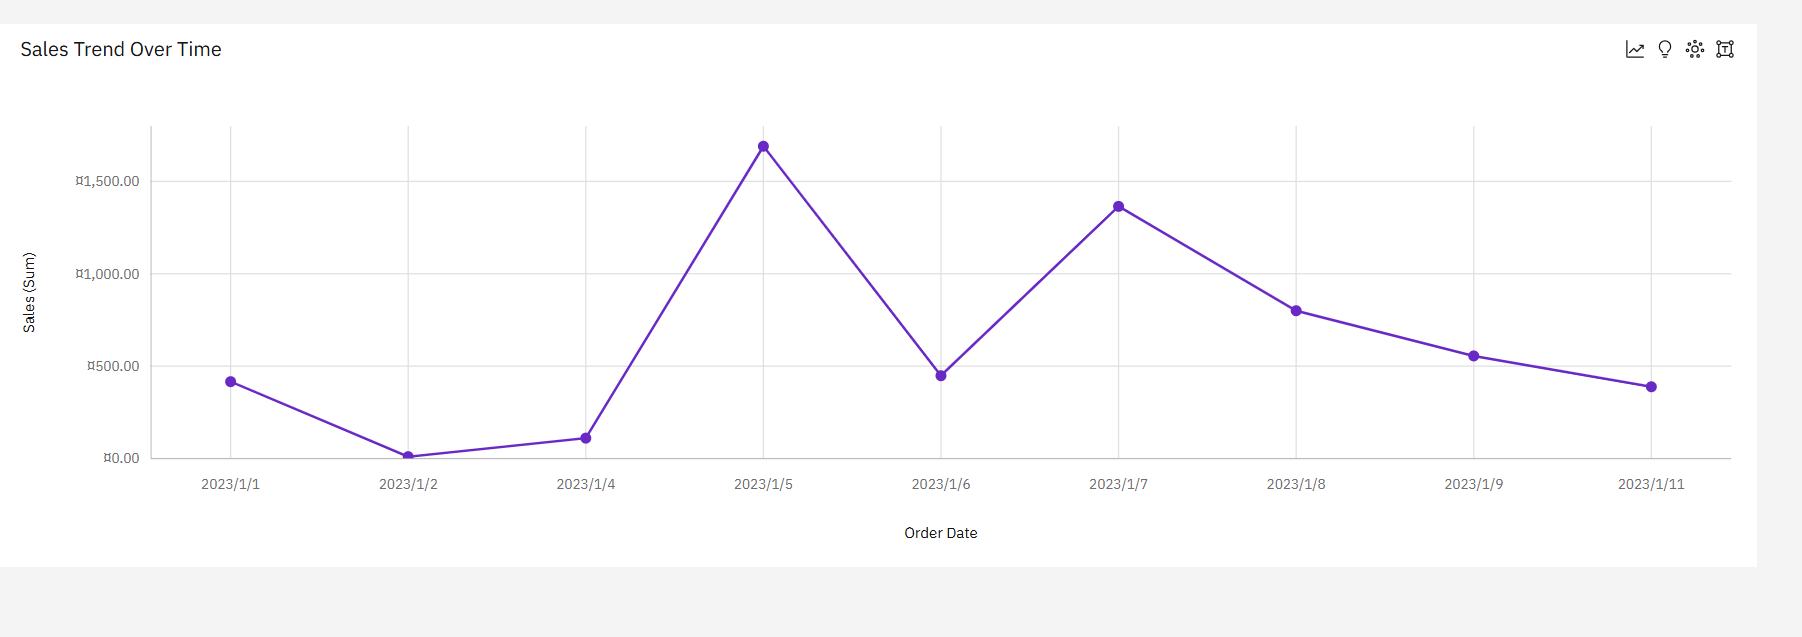 Sales Trend Over Time
¤1,500.00
¤1,000.00
¤500.00
¤0.00
Sales (Sum)
2023/1/1 2023/1/2 2023/1/4 2023/1/5 2023/1/6 2023/1/7 2023/1/8 2023/1/9 2023/1/11
Order Date